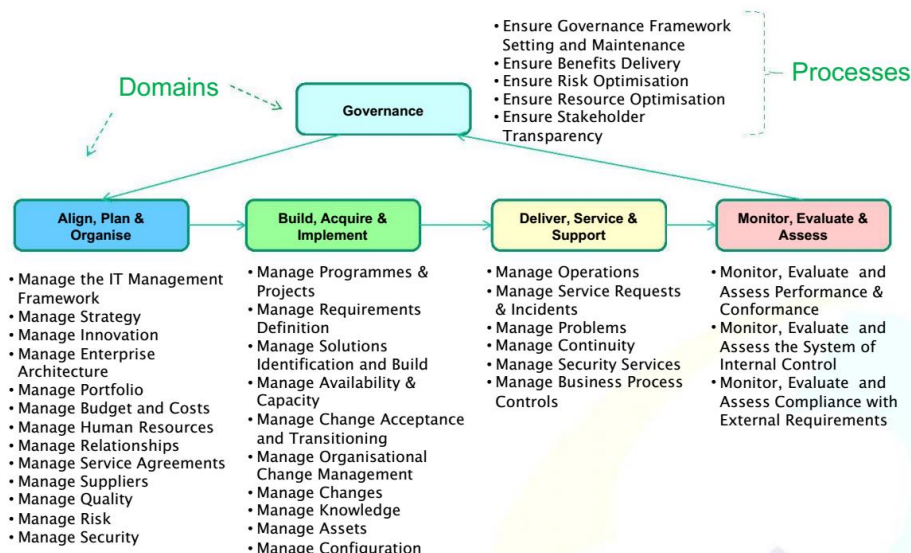 • Ensure Governance Framework
Setting and Maintenance
• Ensure Benefits Delivery
• Ensure Risk Optimisation
• Ensure Resource Optimisation
• Ensure Stakeholder
Transparency
Processes
Domains
Governance
Align, Plan &
Organise
• Manage the IT Management
Framework
• Manage Strategy
• Manage Innovation
• Manage Enterprise
Architecture
• Manage Portfolio
• Manage Budget and Costs
• Manage Human Resources
• Manage Relationships
• Manage Service Agreements
• Manage Suppliers
• Manage Quality
• Manage Risk
• Manage Security
Build, Acquire &
Implement
• Manage Programmes &
Projects
• Manage Requirements
Definition
• Manage Solutions
Identification and Build
• Manage Availability &
Capacity
• Manage Change Acceptance
and Transitioning
• Manage Organisational
Change Management
• Manage Changes
• Manage Knowledge
• Manage Assets
• Manage Configuration
Deliver, Service &
Support
• Manage Operations
• Manage Service Requests
& Incidents
• Manage Problems
• Manage Continuity
• Manage Security Services
• Manage Business Process
Controls
Monitor, Evaluate &
Assess
• Monitor, Evaluate and
Assess Performance &
Conformance
• Monitor, Evaluate and
Assess the System of
Internal Control
• Monitor, Evaluate and
Assess Compliance with
External Requirements